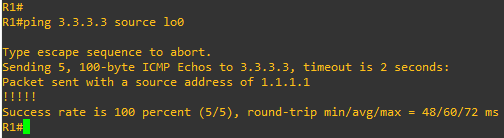 R1#
R1#ping 3.3.3.3 source lo0
Type escape sequence to abort.
Sending 5, 100-byte ICMP Echos to 3.3.3.3, timeout is 2 seconds:
Packet sent with a source address of 1.1.1.1
!!!!!
Success rate is 100 percent (5/5), round-trip min/avg/max = 48/60/72 ms
R1#